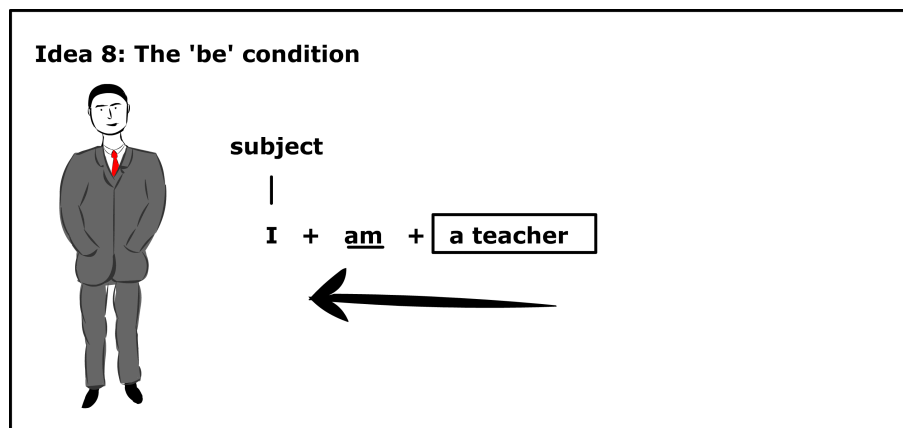 Idea 8: The 'be' condition
subject
I + am + a teacher